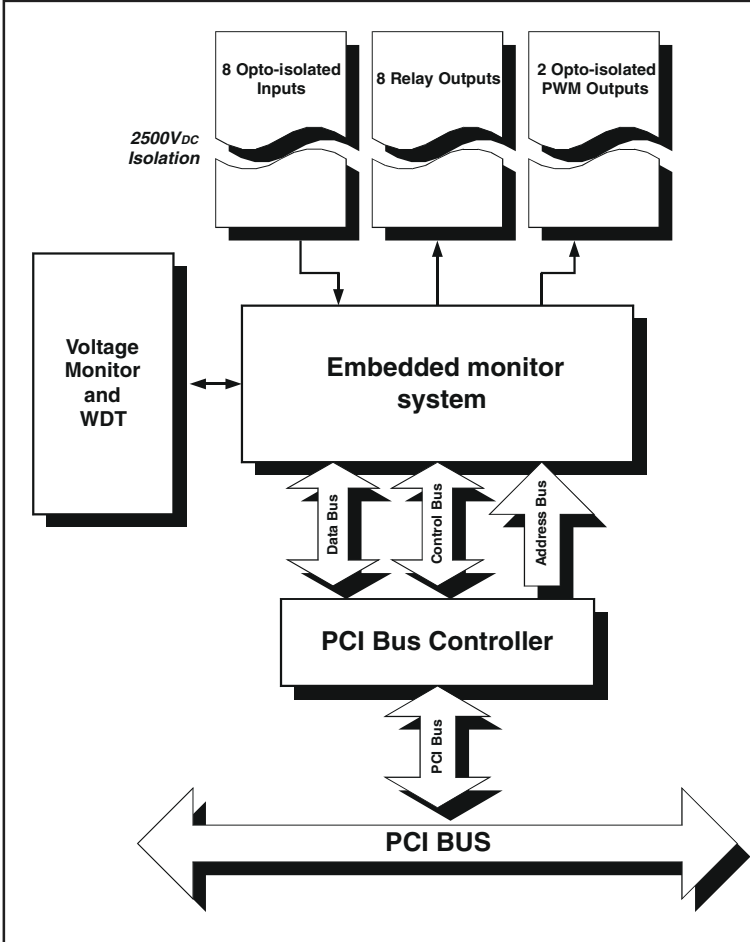 8 Opto-isolated
Inputs
8 Relay Outputs
2 Opto-isolated
PWM Outputs
2500VDC
Isolation
Voltage
Monitor
and
WDT
Embedded monitor
system
Data Bus
Control Bus
Address Bus
PCI Bus Controller
PCI Bus
PCI BUS